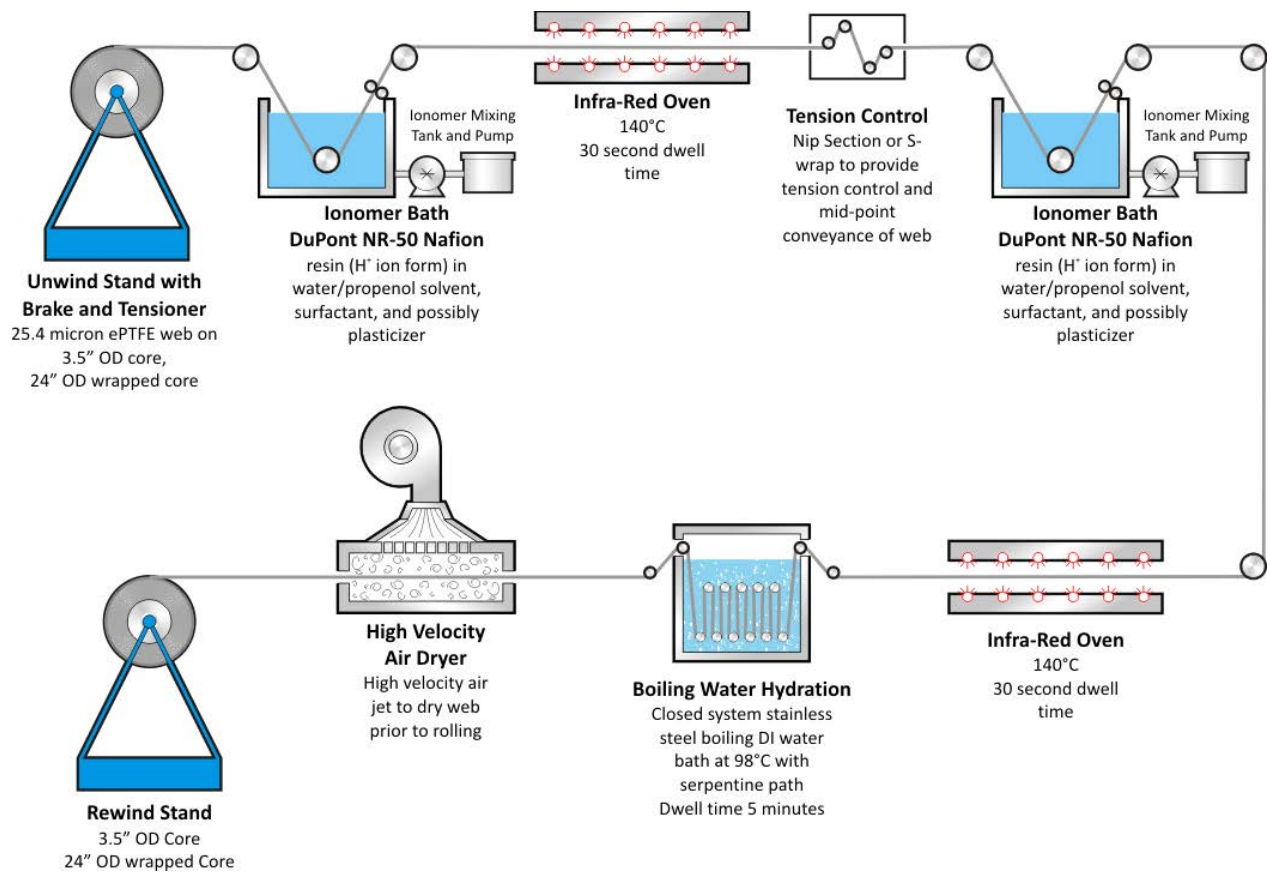 Unwind Stand with
Brake and Tensioner
25.4 micron ePTFE web on
3.5” OD core,
24” OD wrapped core
Ionomer Mixing
Tank and Pump
Ionomer Bath
DuPont NR-50 Nafion
resin (H⁺ ion form) in
water/propenol solvent,
surfactant, and possibly
plasticizer
Infra-Red Oven
140°C
30 second dwell
time
Tension Control
Nip Section or S-
wrap to provide
tension control and
mid-point
conveyance of web
Ionomer Mixing
Tank and Pump
Ionomer Bath
DuPont NR-50 Nafion
resin (H⁺ ion form) in
water/propenol solvent,
surfactant, and possibly
plasticizer
Infra-Red Oven
140°C
30 second dwell
time
Boiling Water Hydration
Closed system stainless
steel boiling DI water
bath at 98°C with
serpentine path
Dwell time 5 minutes
High Velocity
Air Dryer
High velocity air
jet to dry web
prior to rolling
Rewind Stand
3.5” OD Core
24” OD wrapped Core